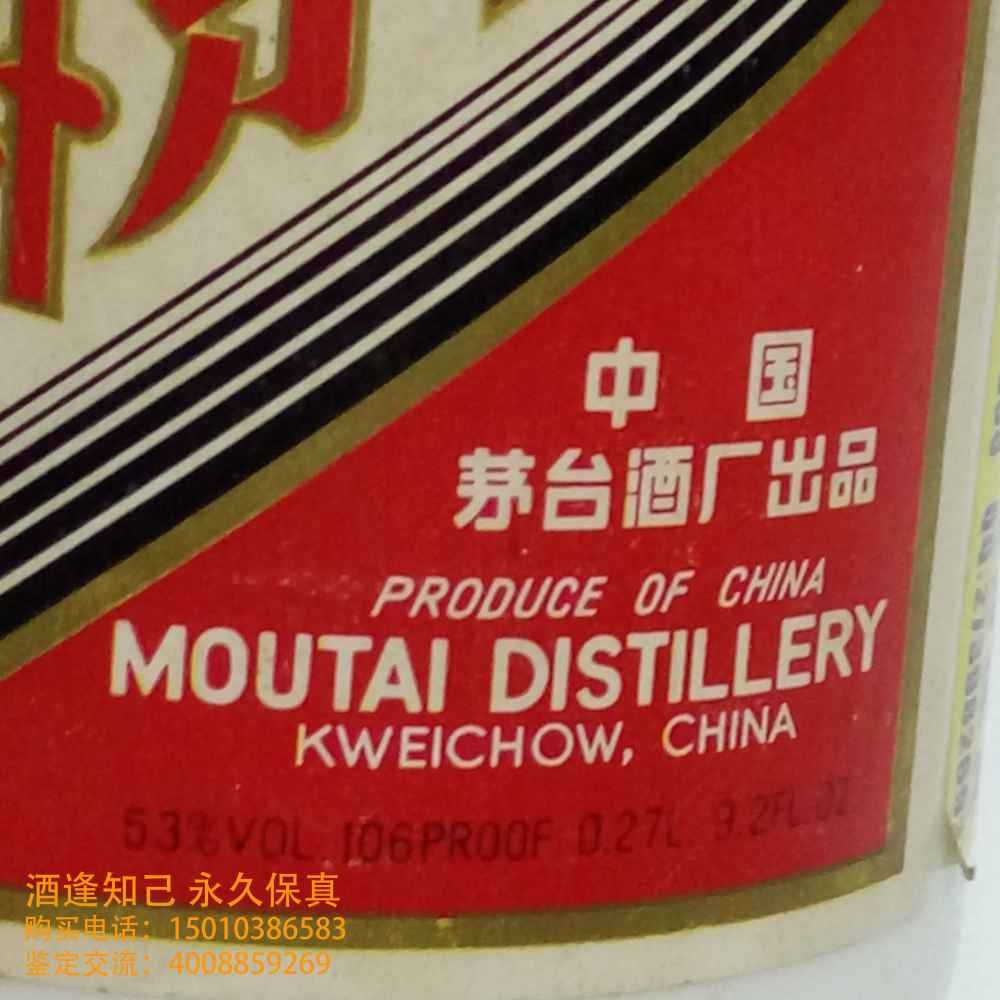 中国
茅台酒厂出品
PRODUCE OF CHINA
MOUTAI DISTILLERY
KWEICHOW, CHINA
53%VOL. 106PROOF 0.27L 9.2FL.OZ
酒逢知己 永久保真
购买电话：15010386583
鉴定交流：4008859269